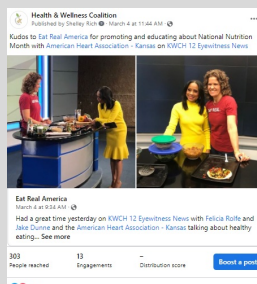 Health & Wellness Coalition
Published by Shelley Rich · March 4 at 11:44 AM ·
Kudos to Eat Real America for promoting and educating about National Nutrition
Month with American Heart Association - Kansas on KWCH 12 Eyewitness News
Eat Real America
March 4 at 9:34 AM ·
Had a great time yesterday on KWCH 12 Eyewitness News with Felicia Rolfe and
Jake Dunne and the American Heart Association - Kansas talking about healthy
eating... See more
303
People reached
13
Engagements
–
Distribution score
Boost a post